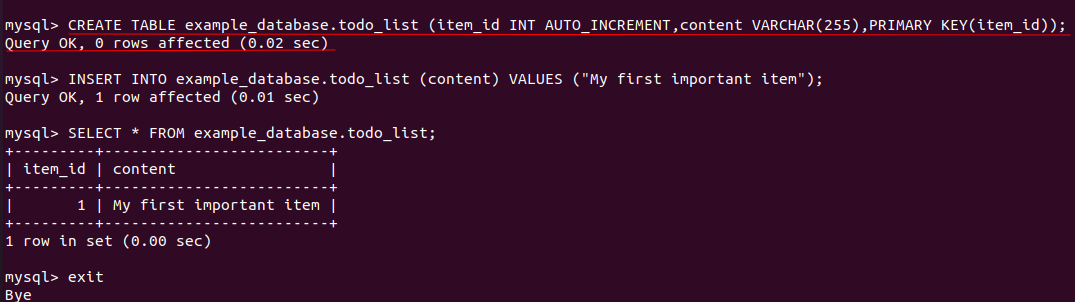 mysql> CREATE TABLE example_database.todo_list (item_id INT AUTO_INCREMENT,content VARCHAR(255),PRIMARY KEY(item_id));
Query OK, 0 rows affected (0.02 sec)

mysql> INSERT INTO example_database.todo_list (content) VALUES ("My first important item");
Query OK, 1 row affected (0.01 sec)

mysql> SELECT * FROM example_database.todo_list;
+---------+-------------------------+
| item_id | content                 |
+---------+-------------------------+
|       1 | My first important item |
+---------+-------------------------+
1 row in set (0.00 sec)

mysql> exit
Bye